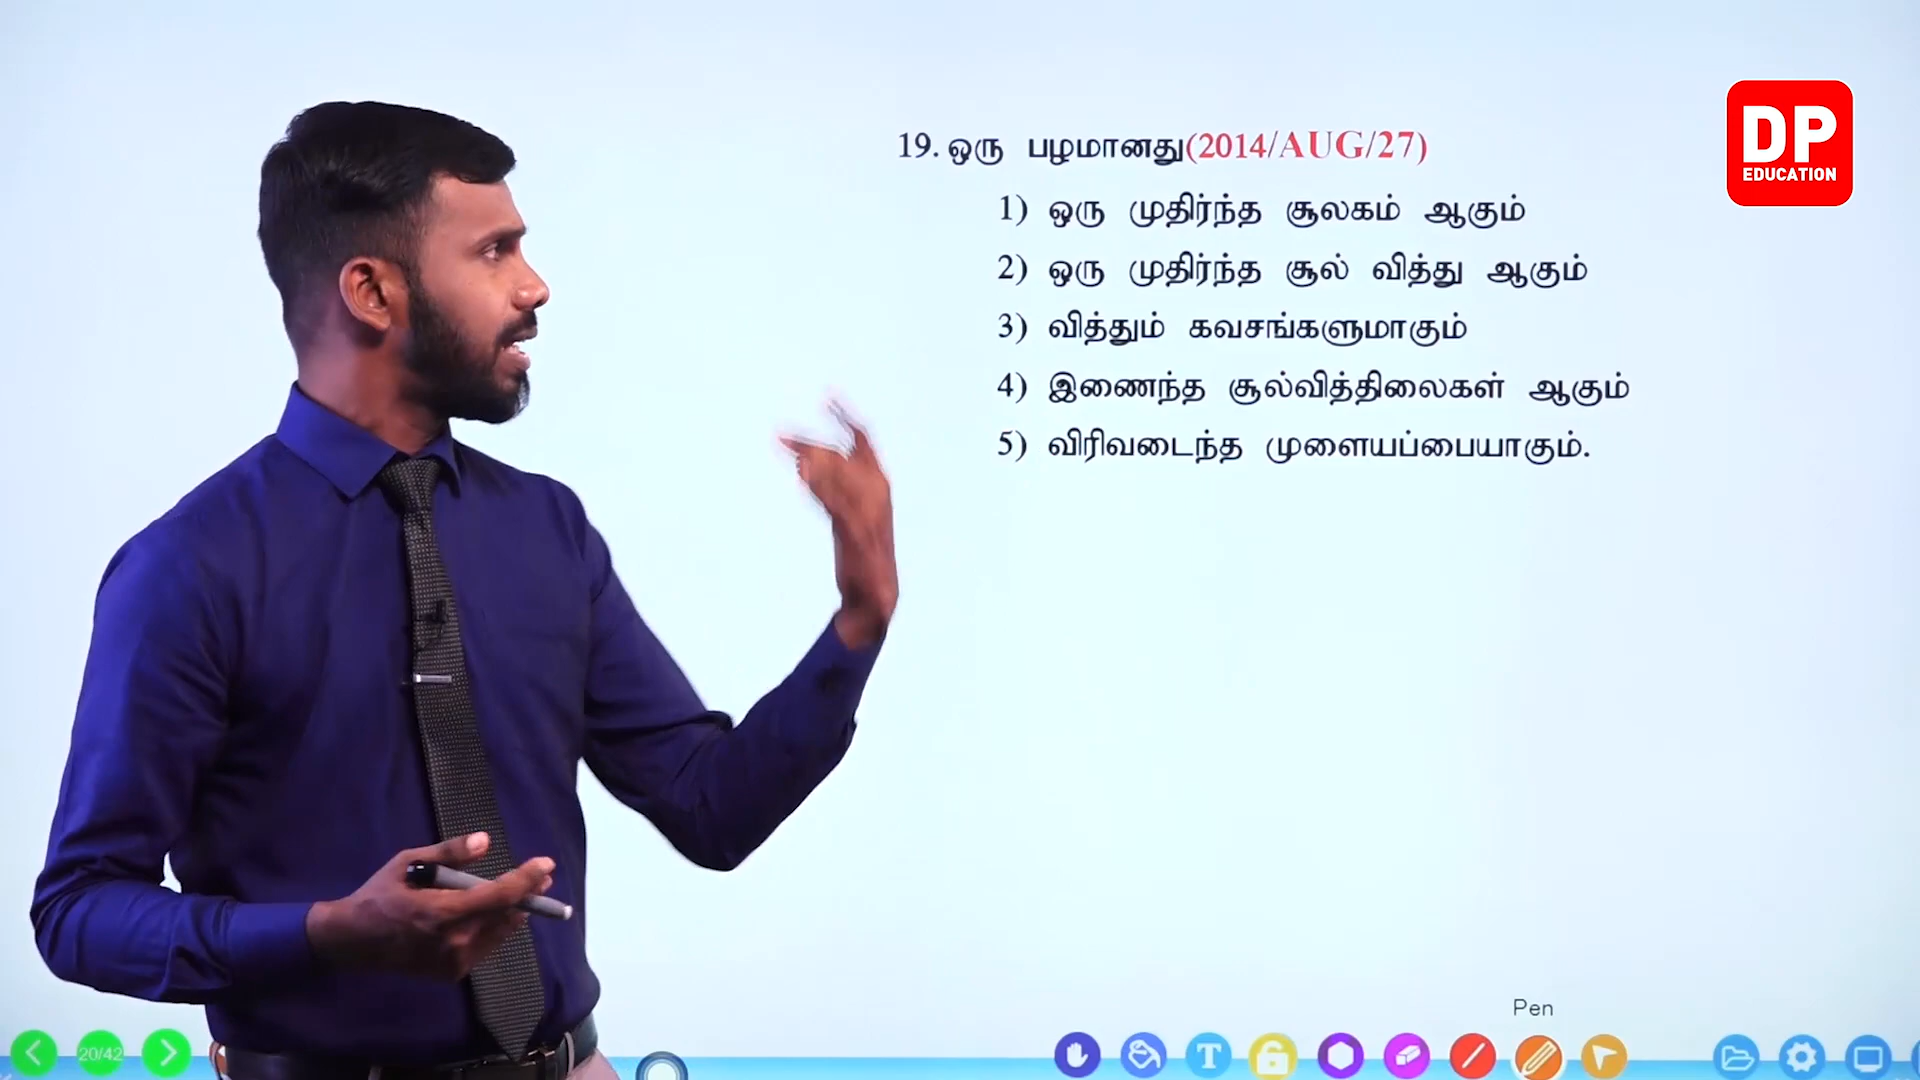 19. ஒரு பழமானது(2014/AUG/27)
1) ஒரு முதிர்ந்த சூலகம் ஆகும்
2) ஒரு முதிர்ந்த சூல் வித்து ஆகும்
3) வித்தும் கவசங்களுமாகும்
4) இணைந்த சூல்வித்திலைகள் ஆகும்
5) விரிவடைந்த முளையப்பையாகும்.
DP
EDUCATION
Pen
20/42
T